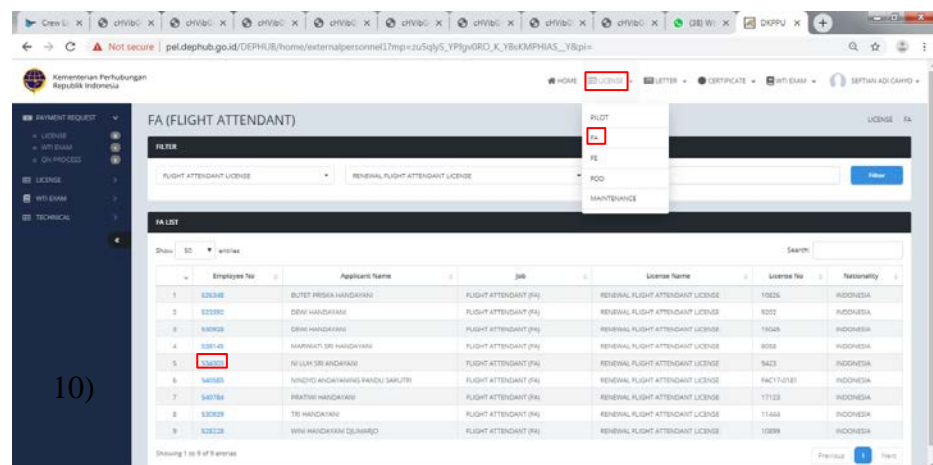 Crew Li
(38) W
DKPPU
Not secure | pel.dephub.go.id/DEPHUB/home/externalpersonnel1?mp=
Kementerian Perhubungan
Republik Indonesia
HOME LICENSE LETTER CERTIFICATE WTI EXAM SEPTIAN ADI CAHYO
PAYMENT REQUEST
LICENSE
WTI EXAM
ON PROCESS
LICENSE
WTI EXAM
TECHNICAL
FA (FLIGHT ATTENDANT)
LICENSE FA
PILOT
FA
FE
FOO
MAINTENANCE
FILTER
FLIGHT ATTENDANT LICENSE RENEWAL FLIGHT ATTENDANT LICENSE Filter
FA LIST
Show 50 entries Search:
Employee No Applicant Name Job License Name License No Nationality
1 BUTET PRISKA HANDAYANI FLIGHT ATTENDANT (FA) RENEWAL FLIGHT ATTENDANT LICENSE 10826 INDONESIA
2 DEWI HANDAYANI FLIGHT ATTENDANT (FA) RENEWAL FLIGHT ATTENDANT LICENSE INDONESIA
3 DEWI HANDAYANI FLIGHT ATTENDANT (FA) RENEWAL FLIGHT ATTENDANT LICENSE INDONESIA
4 MARWATI SRI HANDAYANI FLIGHT ATTENDANT (FA) RENEWAL FLIGHT ATTENDANT LICENSE INDONESIA
5 NI LUH SRI ANDAYANI FLIGHT ATTENDANT (FA) RENEWAL FLIGHT ATTENDANT LICENSE 9423 INDONESIA
6 NINDYO ANDAYANING PANDU SAPUTRI FLIGHT ATTENDANT (FA) RENEWAL FLIGHT ATTENDANT LICENSE INDONESIA
7 540784 PRATIWI HANDAYANI FLIGHT ATTENDANT (FA) RENEWAL FLIGHT ATTENDANT LICENSE 17123 INDONESIA
8 TRI HANDAYANI FLIGHT ATTENDANT (FA) RENEWAL FLIGHT ATTENDANT LICENSE INDONESIA
9 528228 WINI HANDAYANI DJUMARJO FLIGHT ATTENDANT (FA) RENEWAL FLIGHT ATTENDANT LICENSE INDONESIA
10)
Showing 1 to 9 of 9 entries
Previous 1 Next